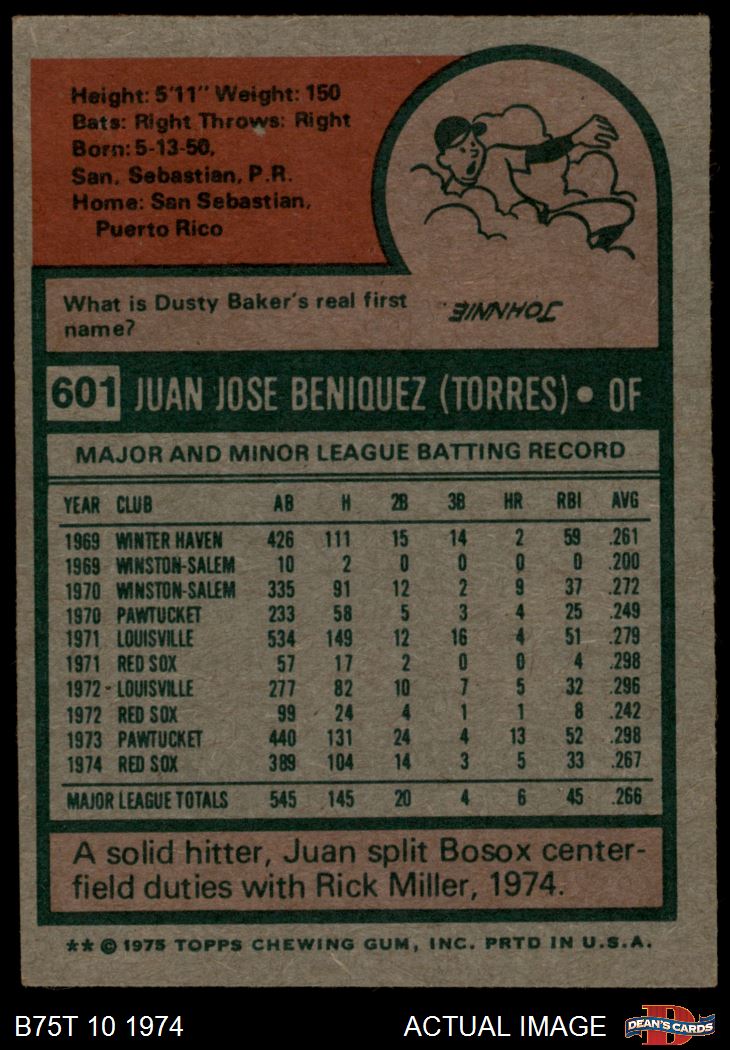 Height: 5'11" Weight: 150
Bats: Right Throws: Right
Born: 5-13-50,
San. Sebastian, P.R.
Home: San Sebastian,
Puerto Rico
What is Dusty Baker's real first
name?
JOHNNIE.
601 JUAN JOSE BENIQUEZ (TORRES) • OF
MAJOR AND MINOR LEAGUE BATTING RECORD
YEAR CLUB AB H 2B 3B HR RBI AVG
1969 WINTER HAVEN 426 111 15 14 2 59 .261
1969 WINSTON-SALEM 10 2 0 0 0 0 .200
1970 WINSTON-SALEM 335 91 12 2 9 37 .272
1970 PAWTUCKET 233 58 5 3 4 25 .249
1971 LOUISVILLE 534 149 12 16 4 51 .279
1971 RED SOX 57 17 2 0 0 4 .298
1972 - LOUISVILLE 277 82 10 7 5 32 .296
1972 RED SOX 99 24 4 1 1 8 .242
1973 PAWTUCKET 440 131 24 4 13 52 .298
1974 RED SOX 389 104 14 3 5 33 .267
MAJOR LEAGUE TOTALS 545 145 20 4 6 45 .266
A solid hitter, Juan split Bosox center-
field duties with Rick Miller, 1974.
** © 1975 TOPPS CHEWING GUM, INC. PRTD IN U.S.A.
B75T 10 1974 ACTUAL IMAGE D DEAN'S CARDS